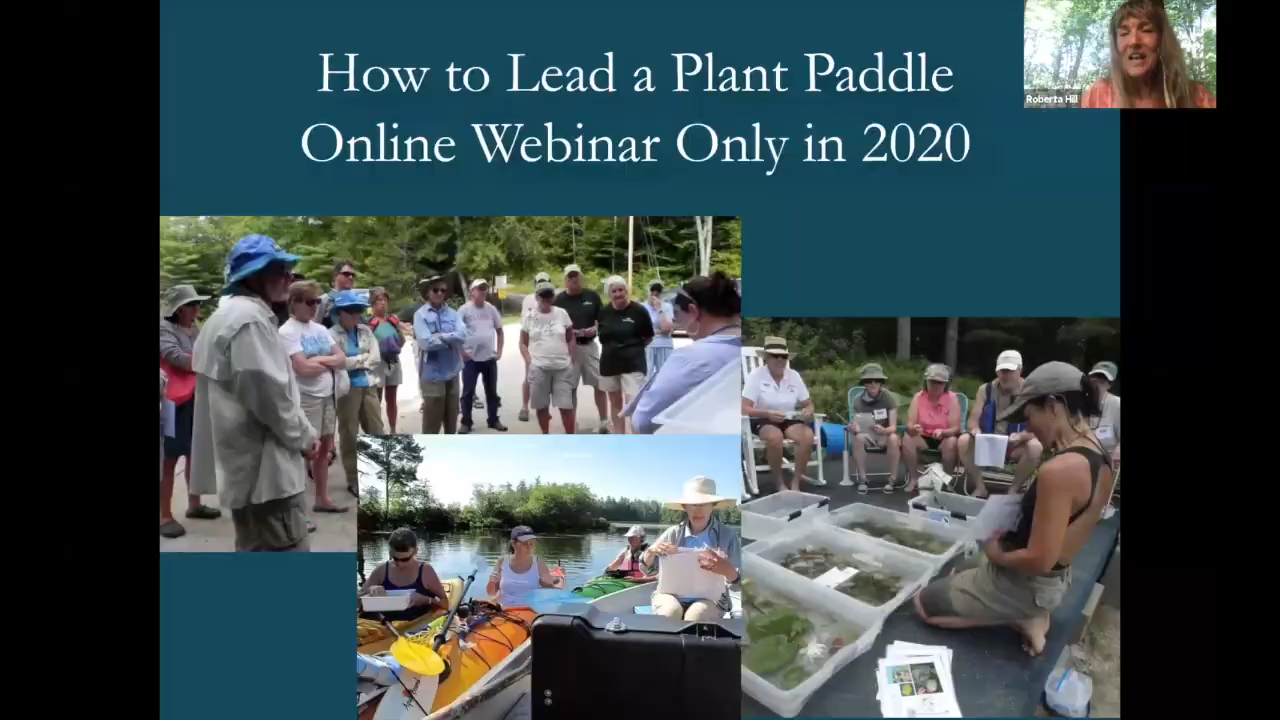 How to Lead a Plant Paddle
Online Webinar Only in 2020
Roberta Hill